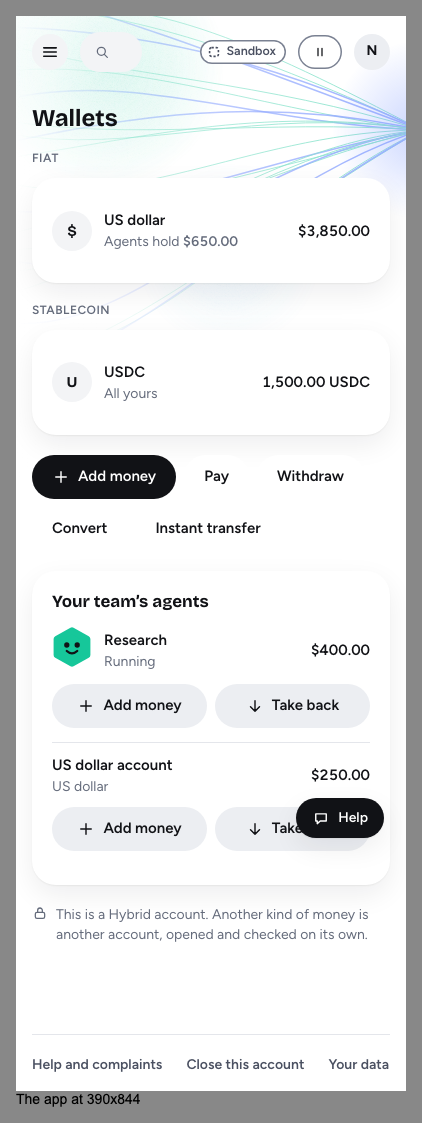 Sandbox
N
Wallets
FIAT
$
US dollar
Agents hold $650.00
$3,850.00
STABLECOIN
U
USDC
All yours
1,500.00 USDC
Add money
Pay
Withdraw
Convert
Instant transfer
Your team's agents
Research
Running
$400.00
Add money
Take back
US dollar account
US dollar
$250.00
Add money
Take
Help
This is a Hybrid account. Another kind of money is
another account, opened and checked on its own.
Help and complaints
Close this account
Your data
The app at 390x844